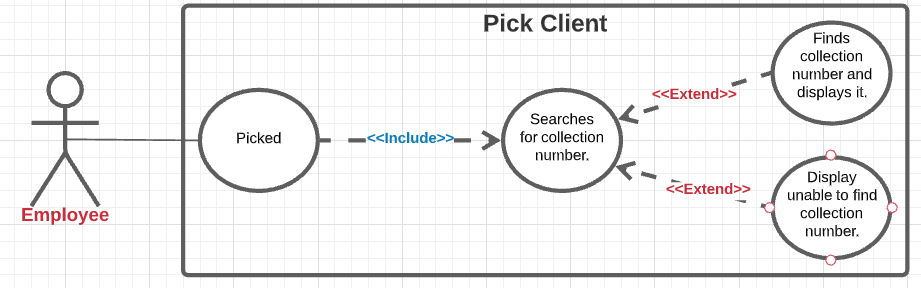 Pick Client
Finds
collection
number and
displays it.
<<Extend>>
Searches
for collection
number.
Picked
<<Include>>
Display
unable to find
collection
number.
<<Extend>>
Employee